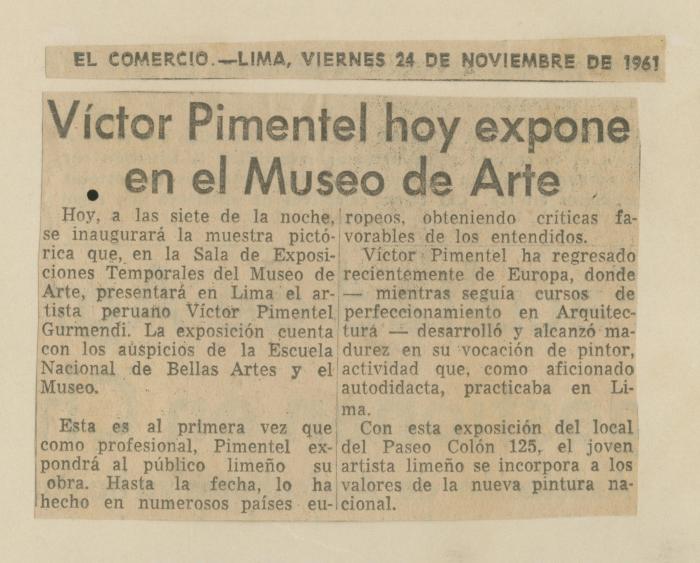 EL COMERCIO.—LIMA, VIERNES 24 DE NOVIEMBRE DE 1961
Víctor Pimentel hoy expone
en el Museo de Arte
Hoy, a las siete de la noche,
se inaugurará la muestra pictó-
rica que, en la Sala de Exposi-
ciones Temporales del Museo de
Arte, presentará en Lima el ar-
tista peruano Víctor Pimentel
Gurmendi. La exposición cuenta
con los auspicios de la Escuela
Nacional de Bellas Artes y el
Museo.
Esta es al primera vez que
como profesional, Pimentel ex-
pondrá al público limeño su
obra. Hasta la fecha, lo ha
hecho en numerosos países eu-
ropeos, obteniendo críticas fa-
vorables de los entendidos.
Víctor Pimentel ha regresado
recientemente de Europa, donde
— mientras seguía cursos de
perfeccionamiento en Arquitec-
tura — desarrolló y alcanzó ma-
durez en su vocación de pintor,
actividad que, como aficionado
autodidacta, practicaba en Li-
ma.
Con esta exposición del local
del Paseo Colón 125, el joven
artista limeño se incorpora a los
valores de la nueva pintura na-
cional.